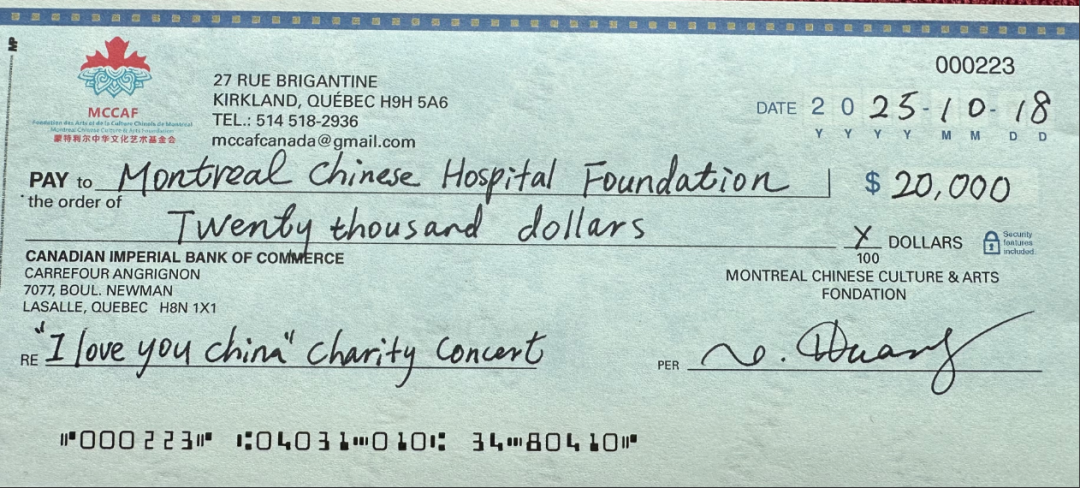 MP
000223
MCCAF
Fondation des Arts et de la Culture Chinois de Montréal
Montreal Chinese Culture & Arts Foundation
蒙特利尔中华文化艺术基金会
27 RUE BRIGANTINE
KIRKLAND, QUÉBEC H9H 5A6
TEL.: 514 518-2936
mccafcanada@gmail.com
DATE 2025-10-18
Y Y Y Y M M D D
PAY to the order of Montreal Chinese Hospital Foundation $ 20,000
Twenty thousand dollars X/100 DOLLARS
Security features included.
CANADIAN IMPERIAL BANK OF COMMERCE
CARREFOUR ANGRIGNON
7077, BOUL. NEWMAN
LASALLE, QUEBEC H8N 1X1
MONTREAL CHINESE CULTURE & ARTS
FONDATION
RE "I love you china" charity concert
PER
⑈000223⑈ ⑆04031⑉010⑆ 34⑉80410⑈